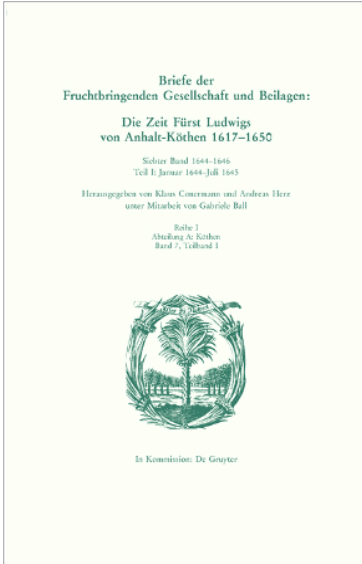 Briefe der
Fruchtbringenden Gesellschaft und Beilagen:
Die Zeit Fürst Ludwigs
von Anhalt-Köthen 1617–1650
Siebter Band 1644–1646
Teil I: Januar 1644–Juli 1645
Herausgegeben von Klaus Conermann und Andreas Herz
unter Mitarbeit von Gabriele Ball
Reihe I
Abteilung A: Köthen
Band 7, Teilband 1
In Kommission: De Gruyter